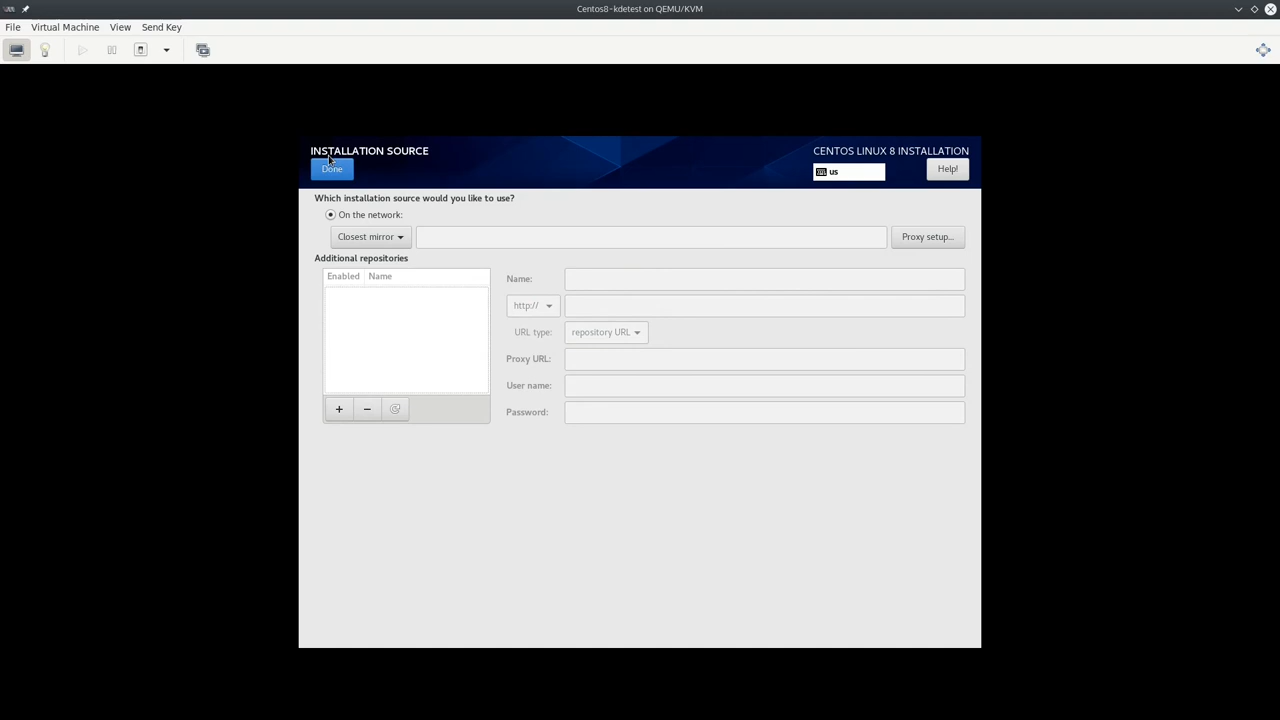 Centos8-kdetest on QEMU/KVM
File Virtual Machine View Send Key
INSTALLATION SOURCE
CENTOS LINUX 8 INSTALLATION
Done
us
Help!
Which installation source would you like to use?
On the network:
Closest mirror
Proxy setup...
Additional repositories
Enabled Name
Name:
http://
URL type: repository URL
Proxy URL:
User name:
Password:
+ −